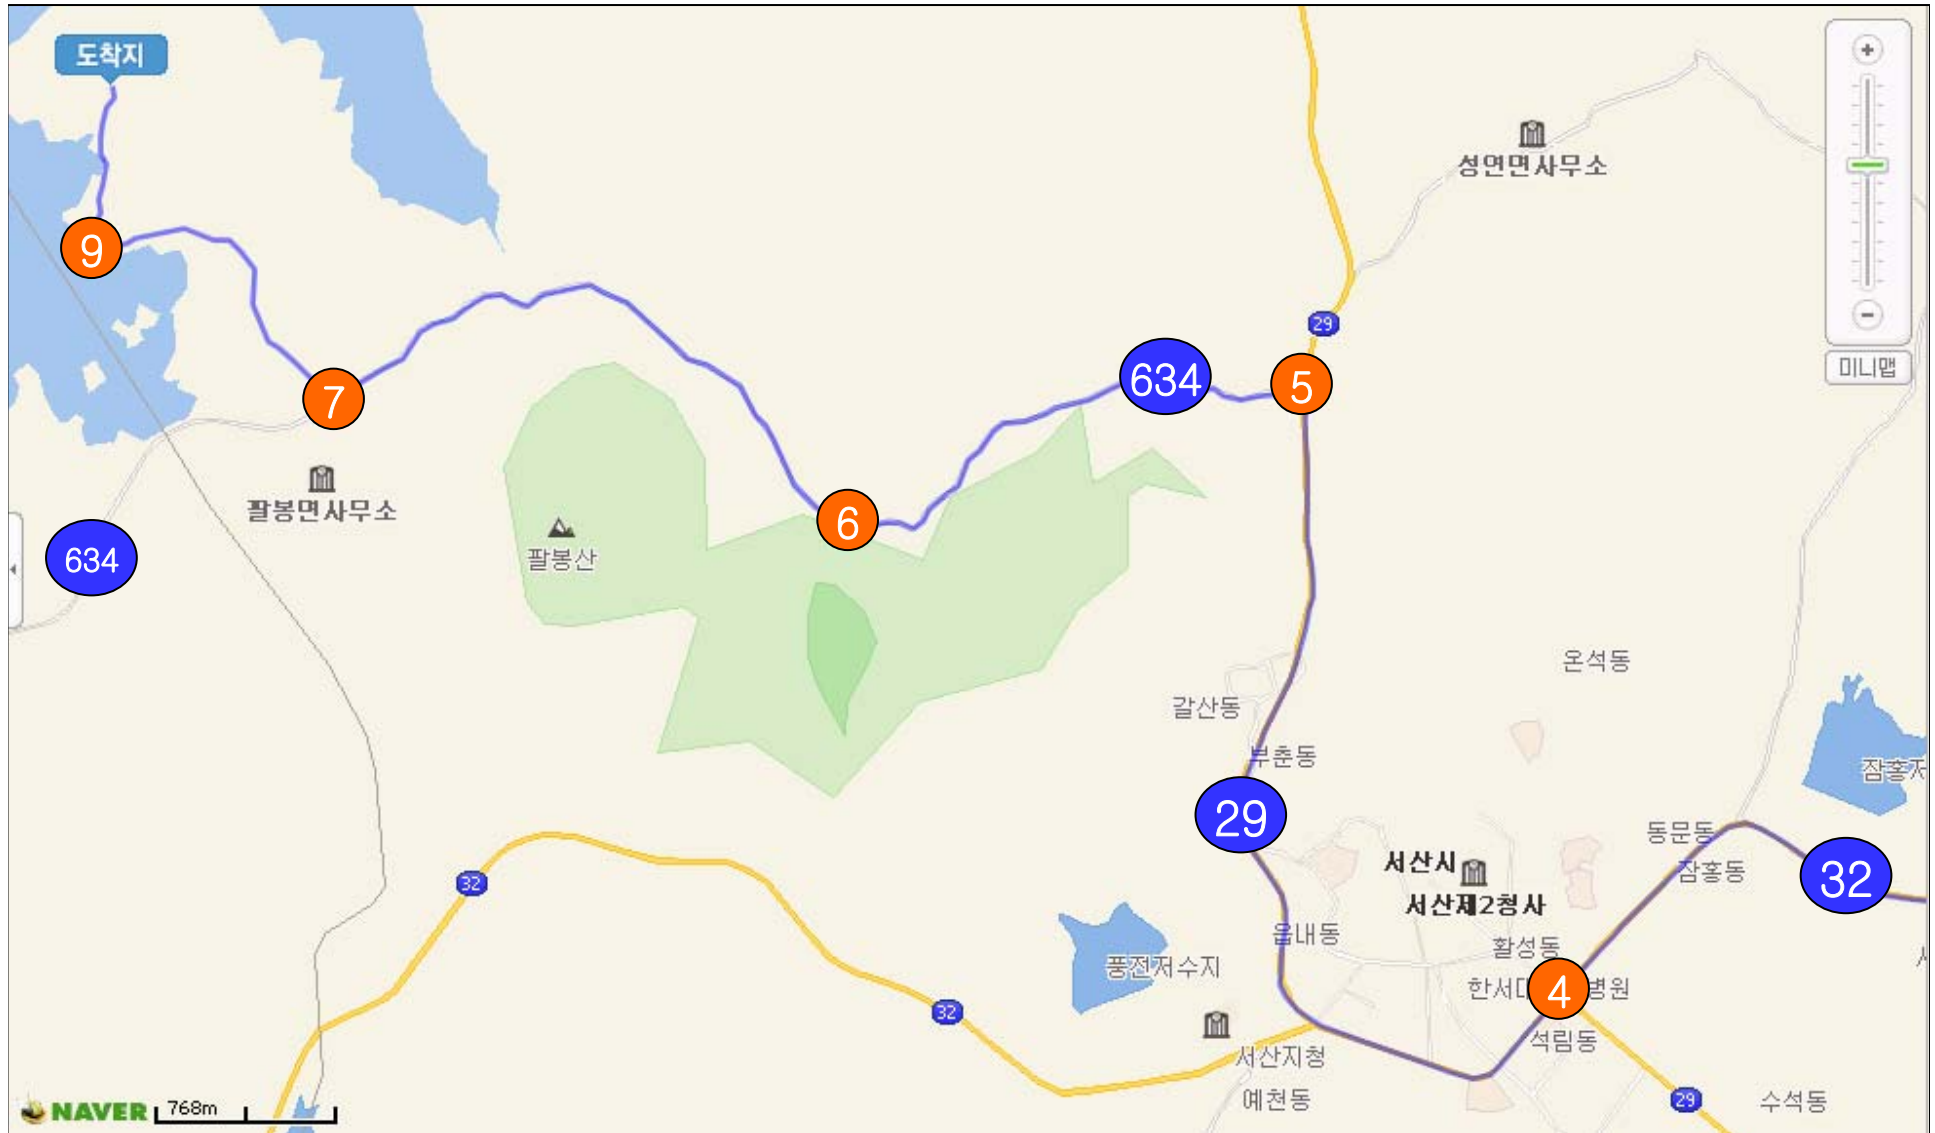 도착지
+
성연면사무소
9
29
634
5
－
미니맵
7
팔봉면사무소
6
634
팔봉산
온석동
갈산동
부춘동
잠홍저
29
동문동
서산시
잠홍동
32
32
서산제2청사
읍내동
활성동
풍전저수지
한서대
4
병원
32
서산지청
석림동
예천동
29
수석동
NAVER
768m